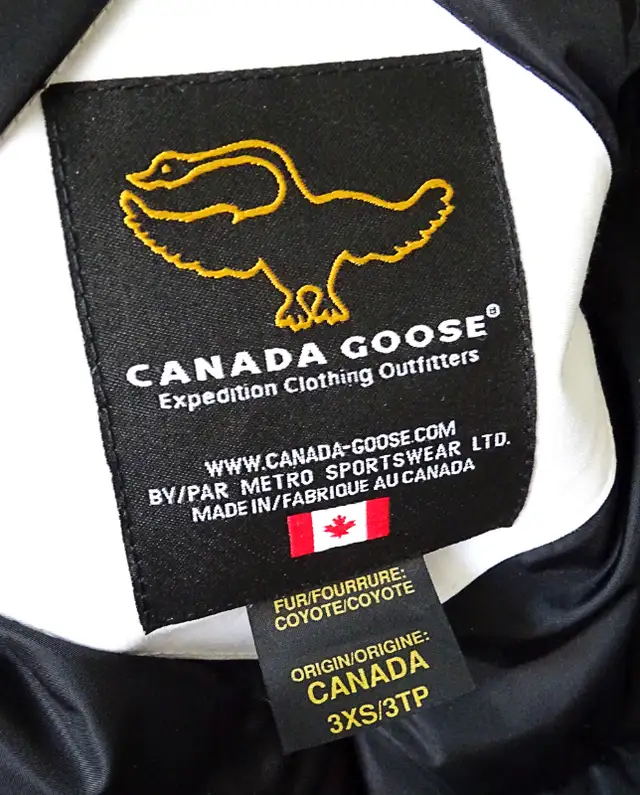 CANADA GOOSE®
Expedition Clothing Outfitters
WWW.CANADA-GOOSE.COM
BY/PAR METRO SPORTSWEAR LTD.
MADE IN/FABRIQUE AU CANADA
FUR/FOURRURE:
COYOTE/COYOTE
ORIGIN/ORIGINE:
CANADA
3XS/3TP